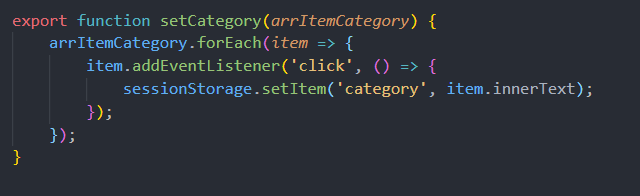 export function setCategory(arrItemCategory) {
    arrItemCategory.forEach(item => {
        item.addEventListener('click', () => {
            sessionStorage.setItem('category', item.innerText);
        });
    });
}